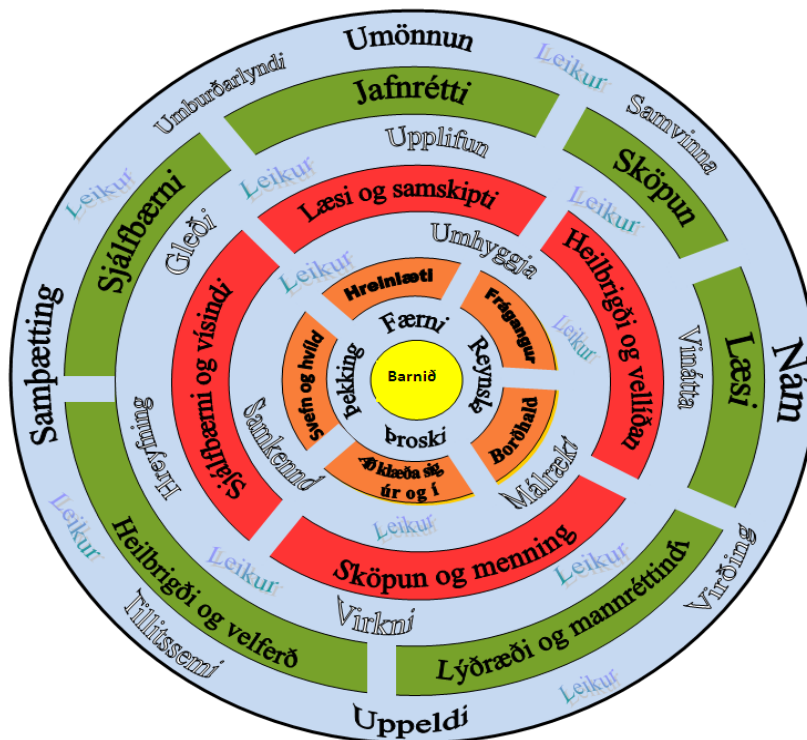 Umönnun
Leikur
Umburðarlyndi
Jafnrétti
Samvinna
Upplifun
Sköpun
Leikur
Leikur
Læsi og samskipti
Leikur
Sjálfbærni
Gleði
Umhyggja
Heilbrigði og vellíðan
Leikur
Hreinlæti
Frágangur
Samþætting
Færni
Leikur
Nám
Sjálfbærni og vísindi
Svefn og hvíld
Þekking
Barnið
Reynsla
Vinátta
Læsi
Þroski
Borðhald
Hreyfing
Samkennd
Að klæða sig
úr og í
Málrækt
Leikur
Leikur
Heilbrigði og velferð
Leikur
Sköpun og menning
Leikur
Virðing
Tillitssemi
Virkni
Lýðræði og mannréttindi
Leikur
Uppeldi